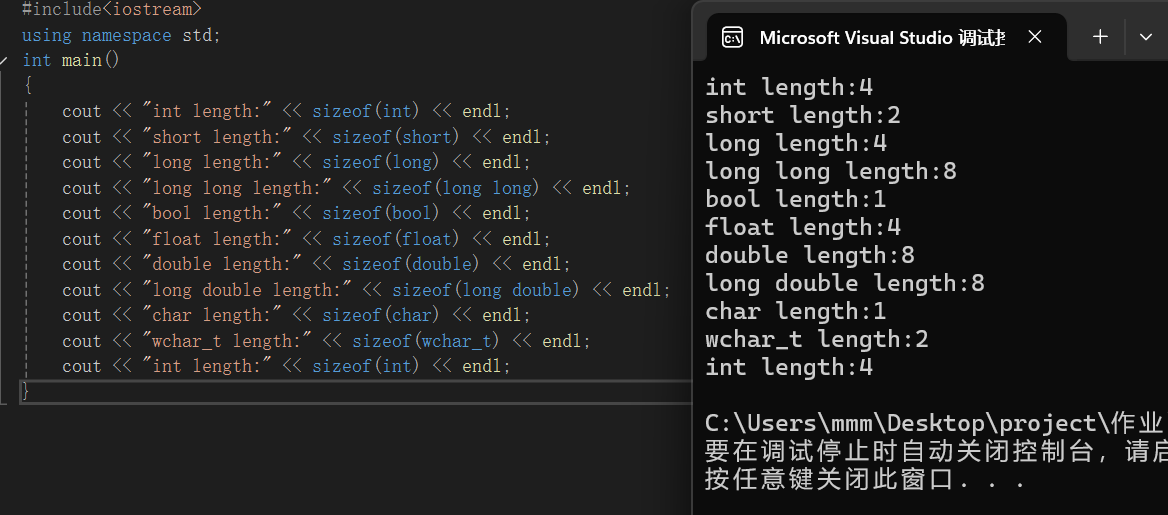 #include<iostream>
using namespace std;
int main()
{
    cout << "int length:" << sizeof(int) << endl;
    cout << "short length:" << sizeof(short) << endl;
    cout << "long length:" << sizeof(long) << endl;
    cout << "long long length:" << sizeof(long long) << endl;
    cout << "bool length:" << sizeof(bool) << endl;
    cout << "float length:" << sizeof(float) << endl;
    cout << "double length:" << sizeof(double) << endl;
    cout << "long double length:" << sizeof(long double) << endl;
    cout << "char length:" << sizeof(char) << endl;
    cout << "wchar_t length:" << sizeof(wchar_t) << endl;
    cout << "int length:" << sizeof(int) << endl;
}
Microsoft Visual Studio 调试
int length:4
short length:2
long length:4
long long length:8
bool length:1
float length:4
double length:8
long double length:8
char length:1
wchar_t length:2
int length:4
C:\Users\mmm\Desktop\project\作业
要在调试停止时自动关闭控制台，请启
按任意键关闭此窗口. . .